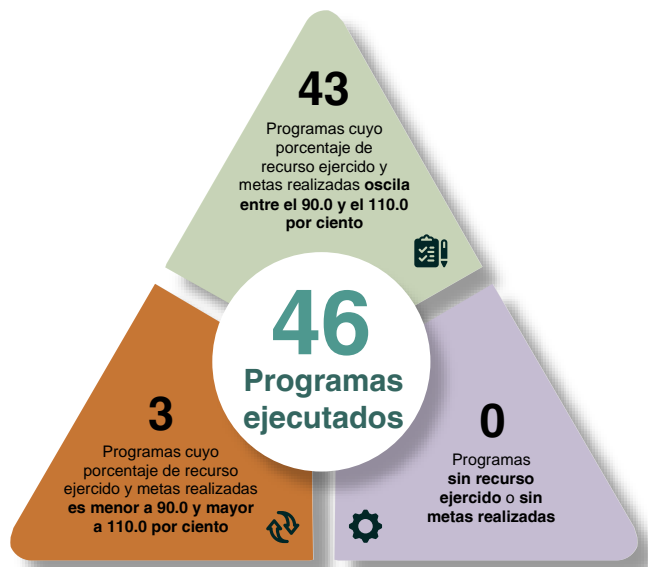 43
Programas cuyo
porcentaje de
recurso ejercido y
metas realizadas oscila
entre el 90.0 y el 110.0
por ciento
46
Programas
ejecutados
3
Programas cuyo
porcentaje de recurso
ejercido y metas realizadas
es menor a 90.0 y mayor
a 110.0 por ciento
0
Programas
sin recurso
ejercido o sin
metas realizadas